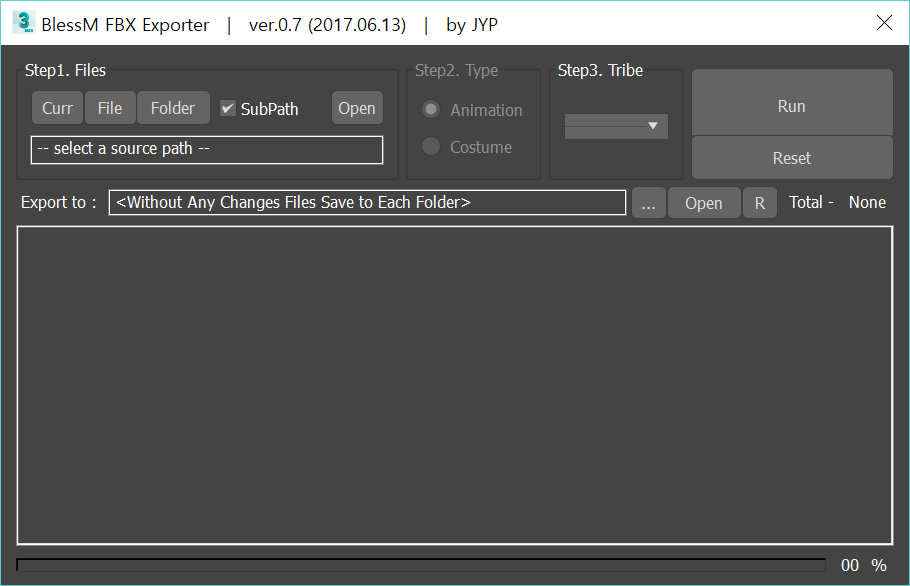 BlessM FBX Exporter | ver.0.7 (2017.06.13) | by JYP
Step1. Files
Curr File Folder SubPath Open
-- select a source path --
Step2. Type
Animation
Costume
Step3. Tribe
Run
Reset
Export to : <Without Any Changes Files Save to Each Folder> ... Open R Total - None
00 %